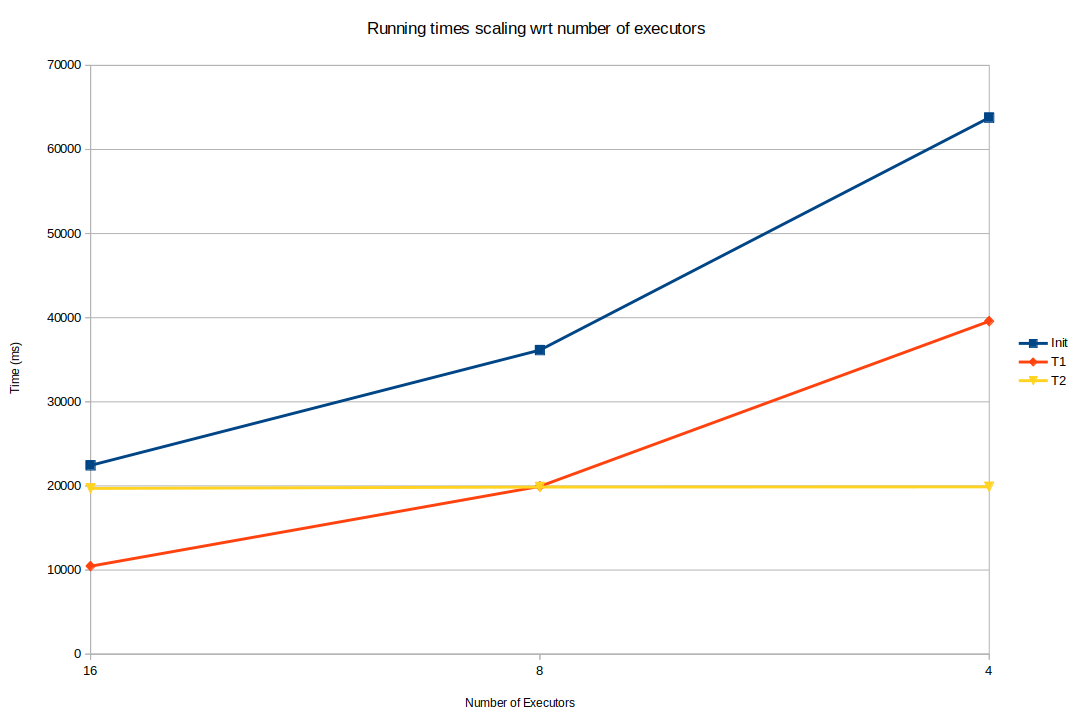 Running times scaling wrt number of executors
70000
60000
50000
40000
30000
20000
10000
0
Time (ms)
16 8 4
Number of Executors
Init
T1
T2